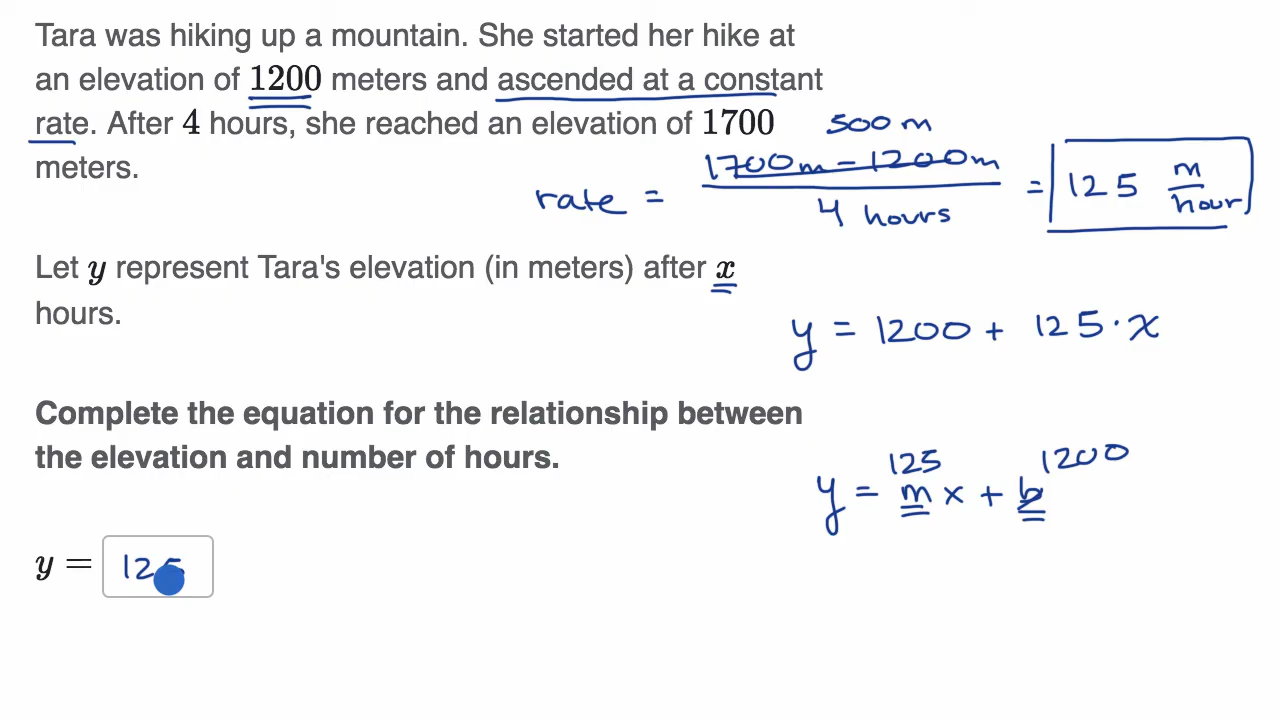 Tara was hiking up a mountain. She started her hike at
an elevation of 1200 meters and ascended at a constant
rate. After 4 hours, she reached an elevation of 1700
meters.
500 m
rate = 1700m - 1200m / 4 hours = 125 m/hour
Let y represent Tara's elevation (in meters) after x
hours.
y = 1200 + 125 · x
Complete the equation for the relationship between
the elevation and number of hours.
125 1200
y = mx + b
y = 125